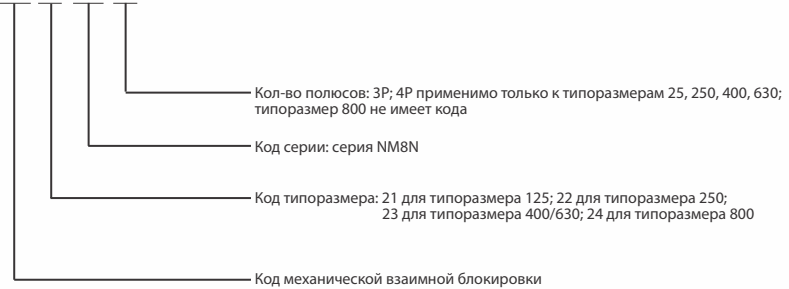 Кол-во полюсов: 3P; 4P применимо только к типоразмерам 25, 250, 400, 630;
типоразмер 800 не имеет кода
Код серии: серия NM8N
Код типоразмера: 21 для типоразмера 125; 22 для типоразмера 250;
23 для типоразмера 400/630; 24 для типоразмера 800
Код механической взаимной блокировки